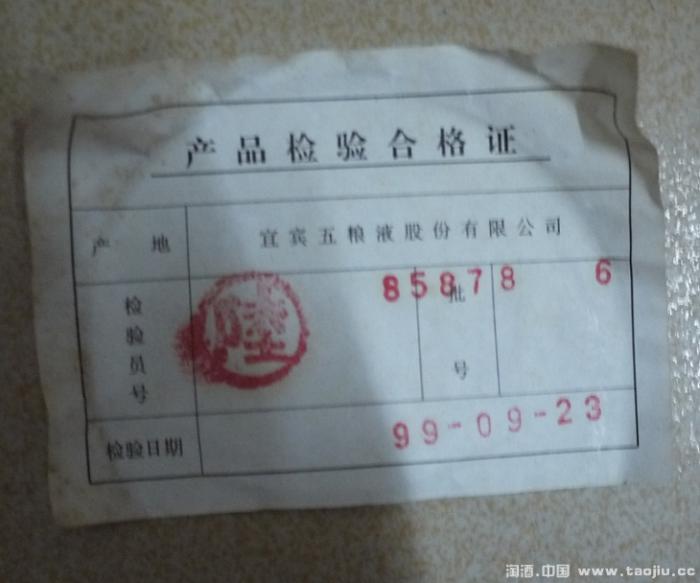 产品检验合格证
产 地 宜宾五粮液股份有限公司
检验员号 陆 85878 批号 6
检验日期 99-09-23
淘酒.中国 www.taojiu.cc